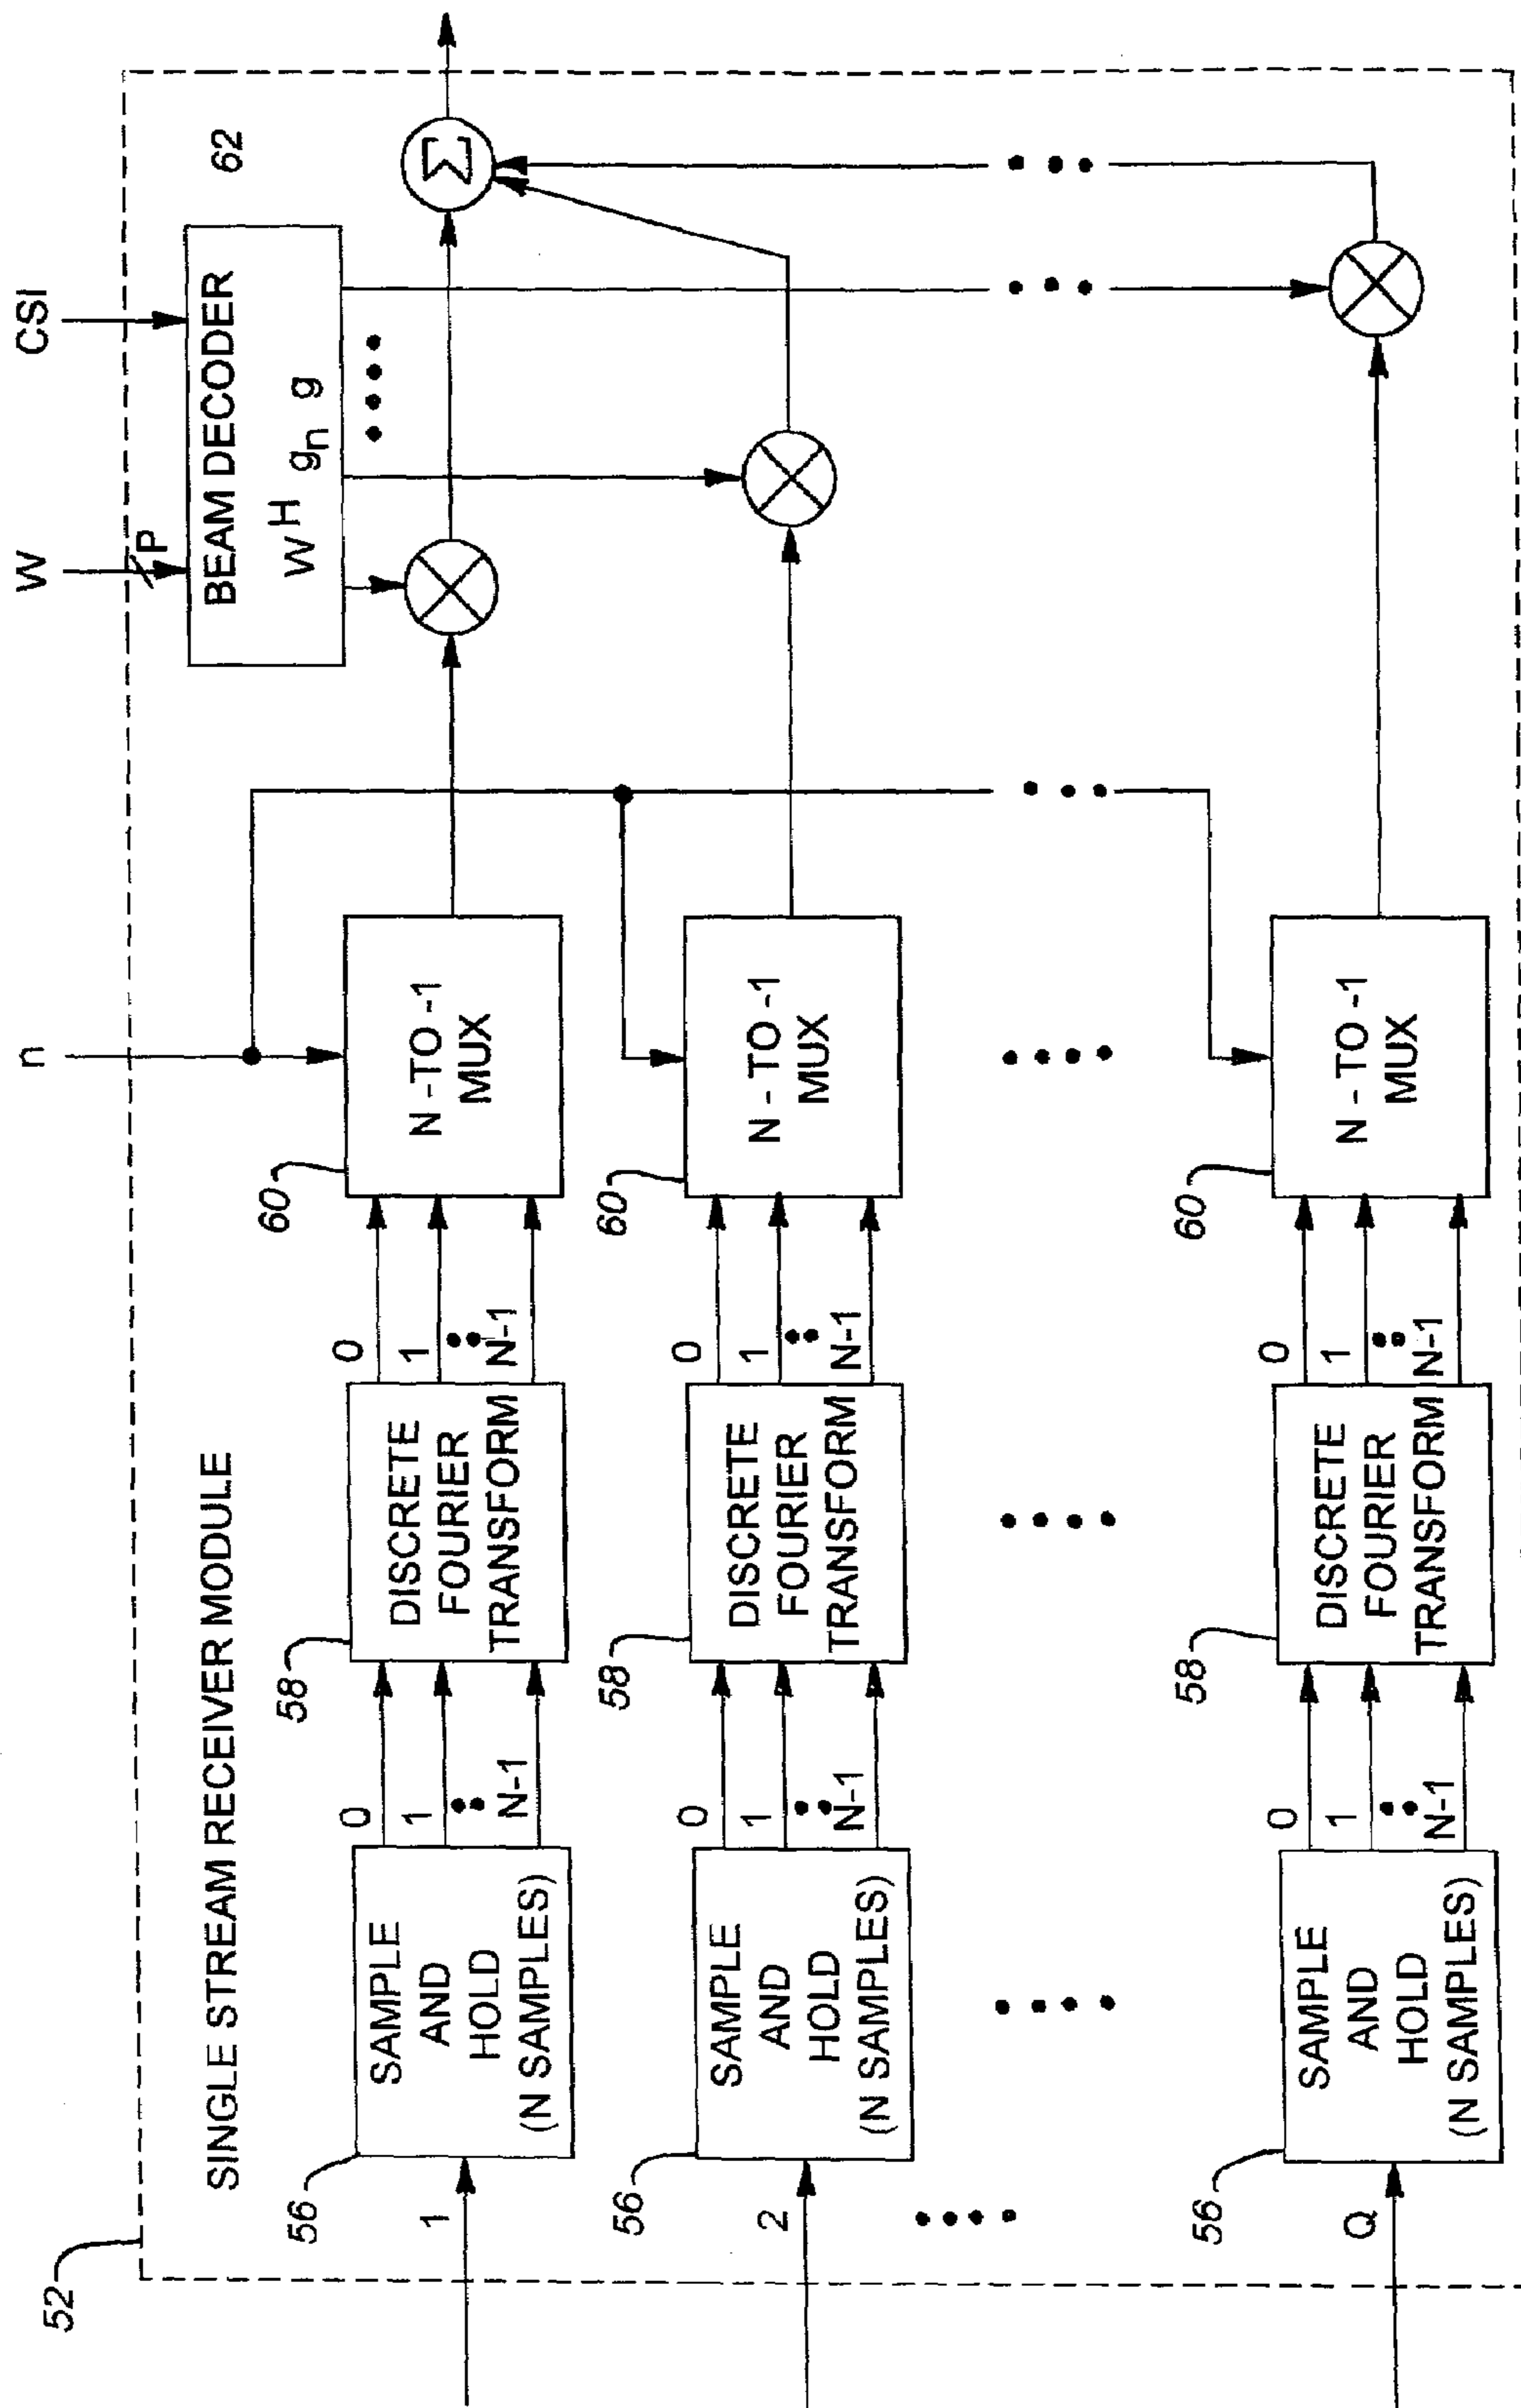 52
SINGLE STREAM RECEIVER MODULE
n
W
P
CSI
BEAM DECODER
W^H g_n g
62
Σ
1
56
SAMPLE
AND
HOLD
(N SAMPLES)
0
1
N-1
58
DISCRETE
FOURIER
TRANSFORM
0
1
N-1
60
N -TO -1
MUX
2
56
SAMPLE
AND
HOLD
(N SAMPLES)
0
1
N-1
58
DISCRETE
FOURIER
TRANSFORM
0
1
N-1
60
N - TO -1
MUX
Q
56
SAMPLE
AND
HOLD
(N SAMPLES)
0
1
N-1
58
DISCRETE
FOURIER
TRANSFORM
0
1
N-1
60
N - TO -1
MUX